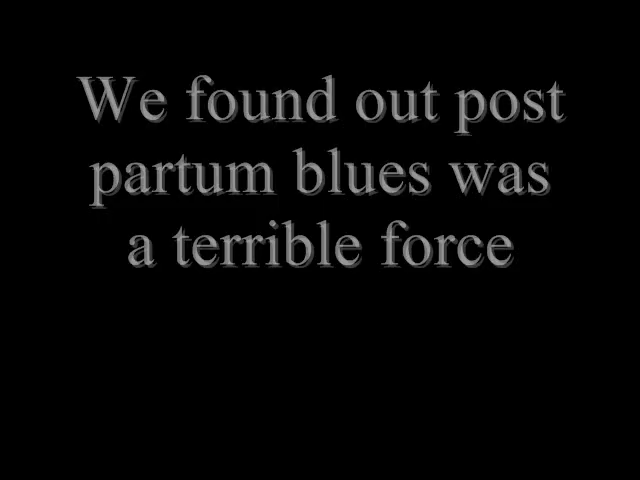 We found out post
partum blues was
a terrible force